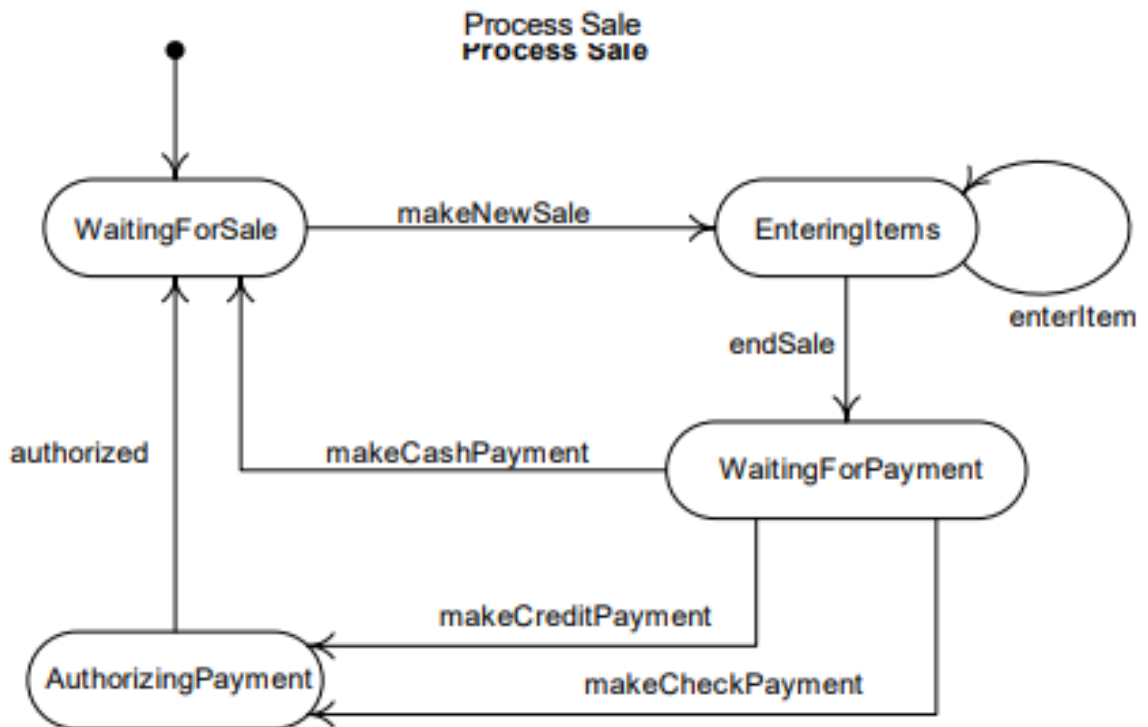 Process Sale
Process Sale
WaitingForSale
makeNewSale
EnteringItems
enterItem
endSale
authorized
makeCashPayment
WaitingForPayment
makeCreditPayment
AuthorizingPayment
makeCheckPayment